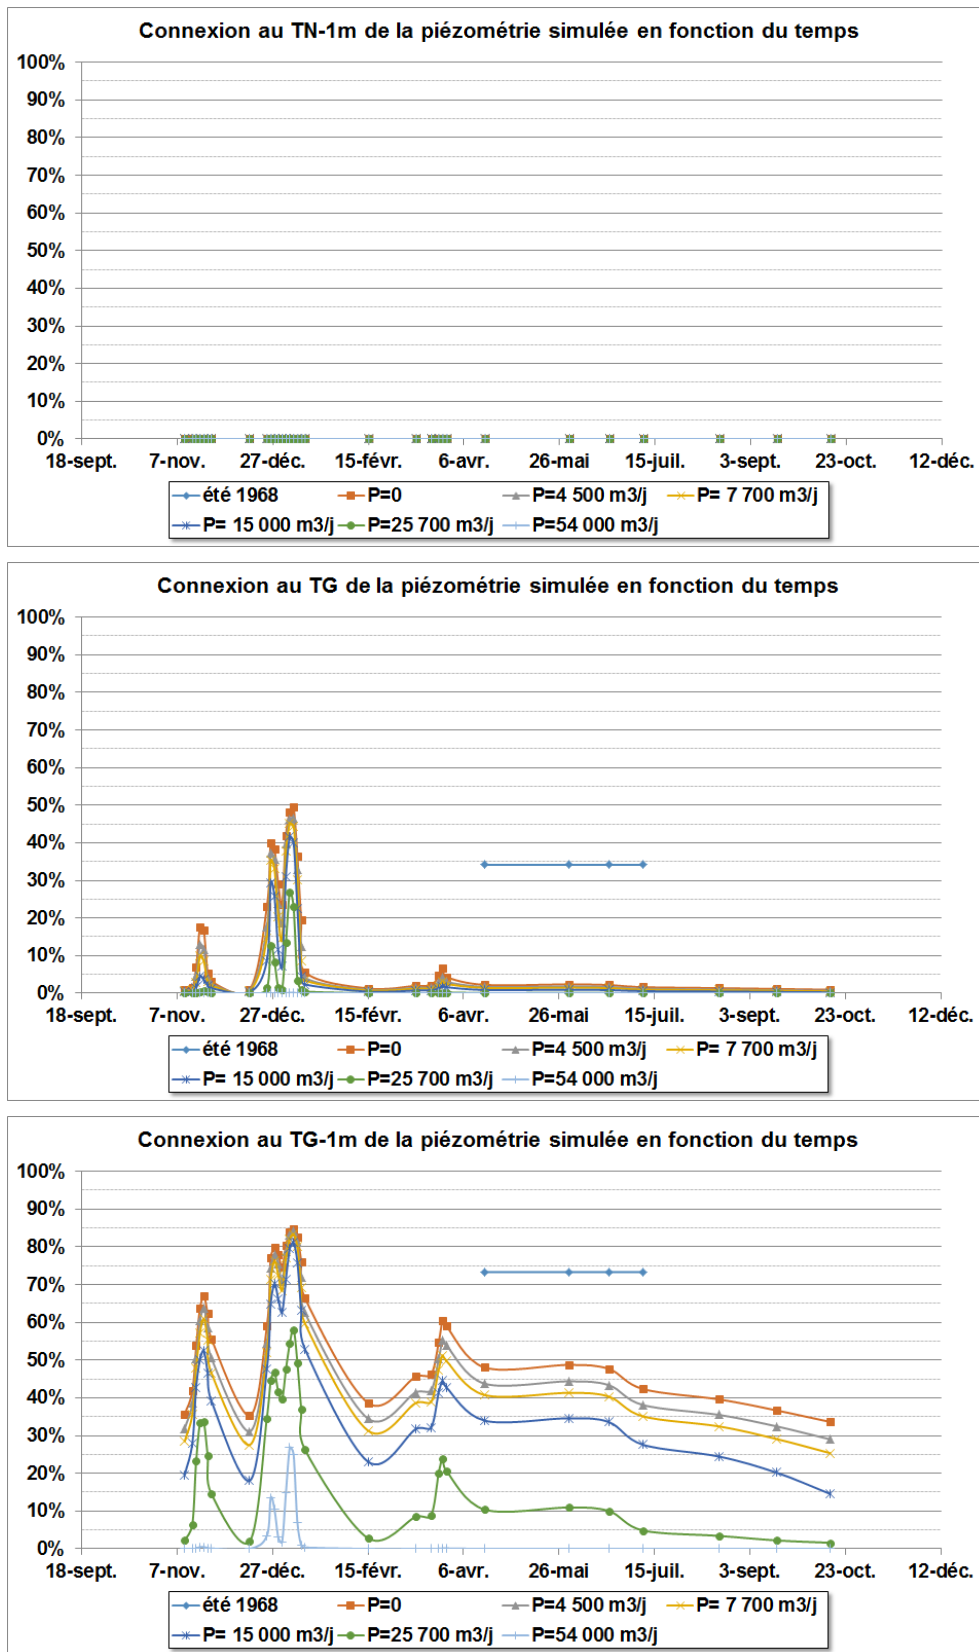 Connexion au TN-1m de la piézométrie simulée en fonction du temps
100%
90%
80%
70%
60%
50%
40%
30%
20%
10%
0%
18-sept. 7-nov. 27-déc. 15-févr. 6-avr. 26-mai 15-juil. 3-sept. 23-oct. 12-déc.
été 1968 P=0 P=4 500 m3/j P= 7 700 m3/j
P= 15 000 m3/j P=25 700 m3/j P=54 000 m3/j
Connexion au TG de la piézométrie simulée en fonction du temps
100%
90%
80%
70%
60%
50%
40%
30%
20%
10%
0%
18-sept. 7-nov. 27-déc. 15-févr. 6-avr. 26-mai 15-juil. 3-sept. 23-oct. 12-déc.
été 1968 P=0 P=4 500 m3/j P= 7 700 m3/j
P= 15 000 m3/j P=25 700 m3/j P=54 000 m3/j
Connexion au TG-1m de la piézométrie simulée en fonction du temps
100%
90%
80%
70%
60%
50%
40%
30%
20%
10%
0%
18-sept. 7-nov. 27-déc. 15-févr. 6-avr. 26-mai 15-juil. 3-sept. 23-oct. 12-déc.
été 1968 P=0 P=4 500 m3/j P= 7 700 m3/j
P= 15 000 m3/j P=25 700 m3/j P=54 000 m3/j